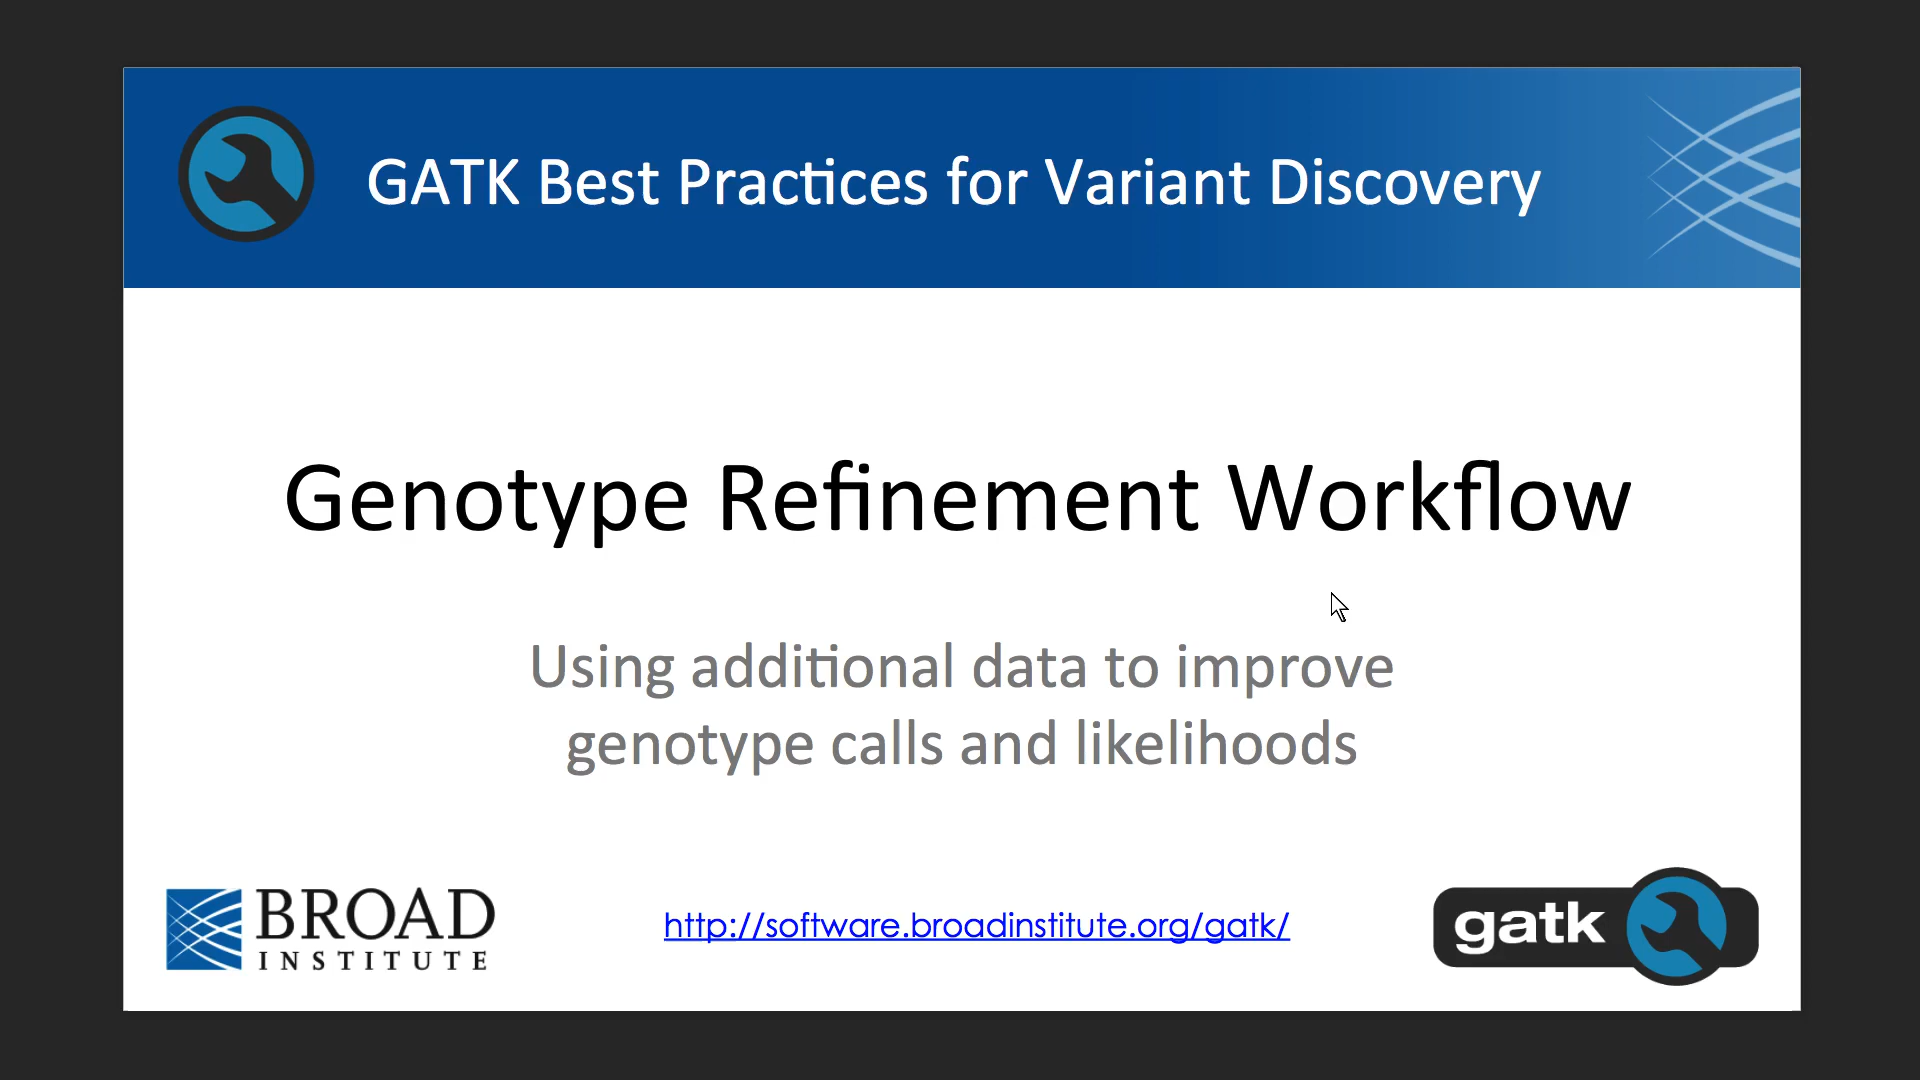 GATK Best Practices for Variant Discovery
Genotype Refinement Workflow
Using additional data to improve
genotype calls and likelihoods
BROAD
INSTITUTE
http://software.broadinstitute.org/gatk/
gatk